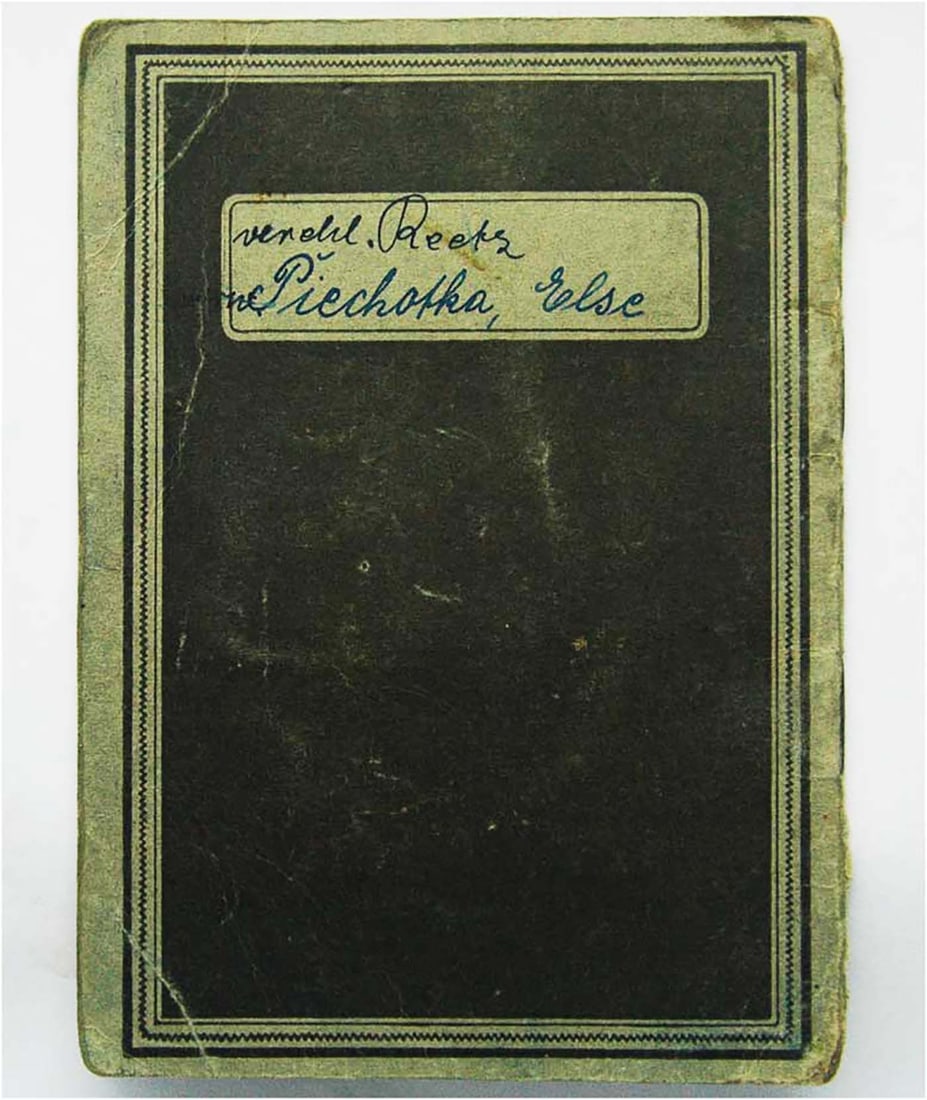 verehl. Reetz
Piechotka, Else